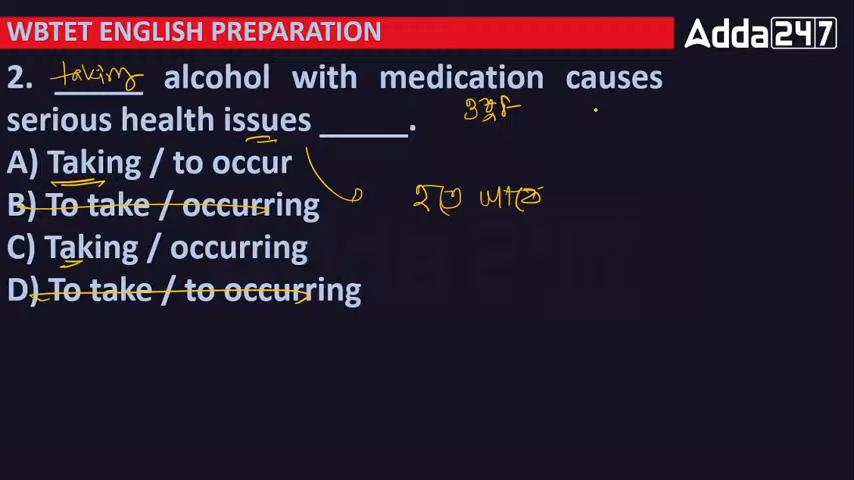 WBTET ENGLISH PREPARATION
Adda247
2. taking alcohol with medication causes
serious health issues ______.
ওষুধ
A) Taking / to occur
B) To take / occurring
হতে থাকে
C) Taking / occurring
D) To take / to occurring